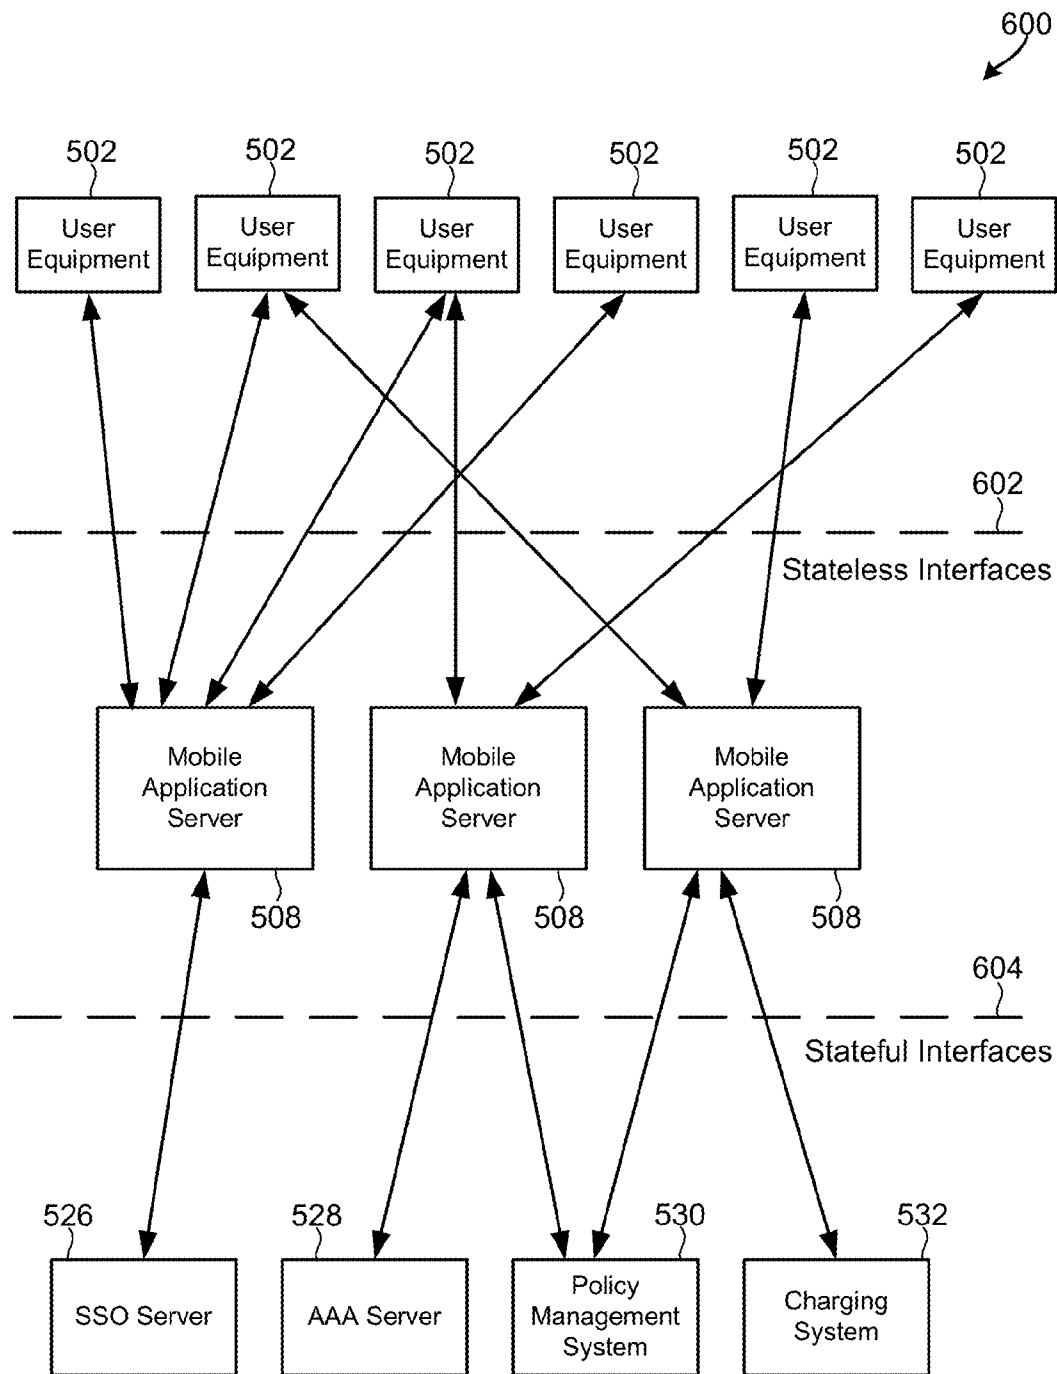 600
502
502
502
502
502
502
User
Equipment
User
Equipment
User
Equipment
User
Equipment
User
Equipment
User
Equipment
602
Stateless Interfaces
Mobile
Application
Server
Mobile
Application
Server
Mobile
Application
Server
508
508
508
604
Stateful Interfaces
526
528
530
532
SSO Server
AAA Server
Policy
Management
System
Charging
System